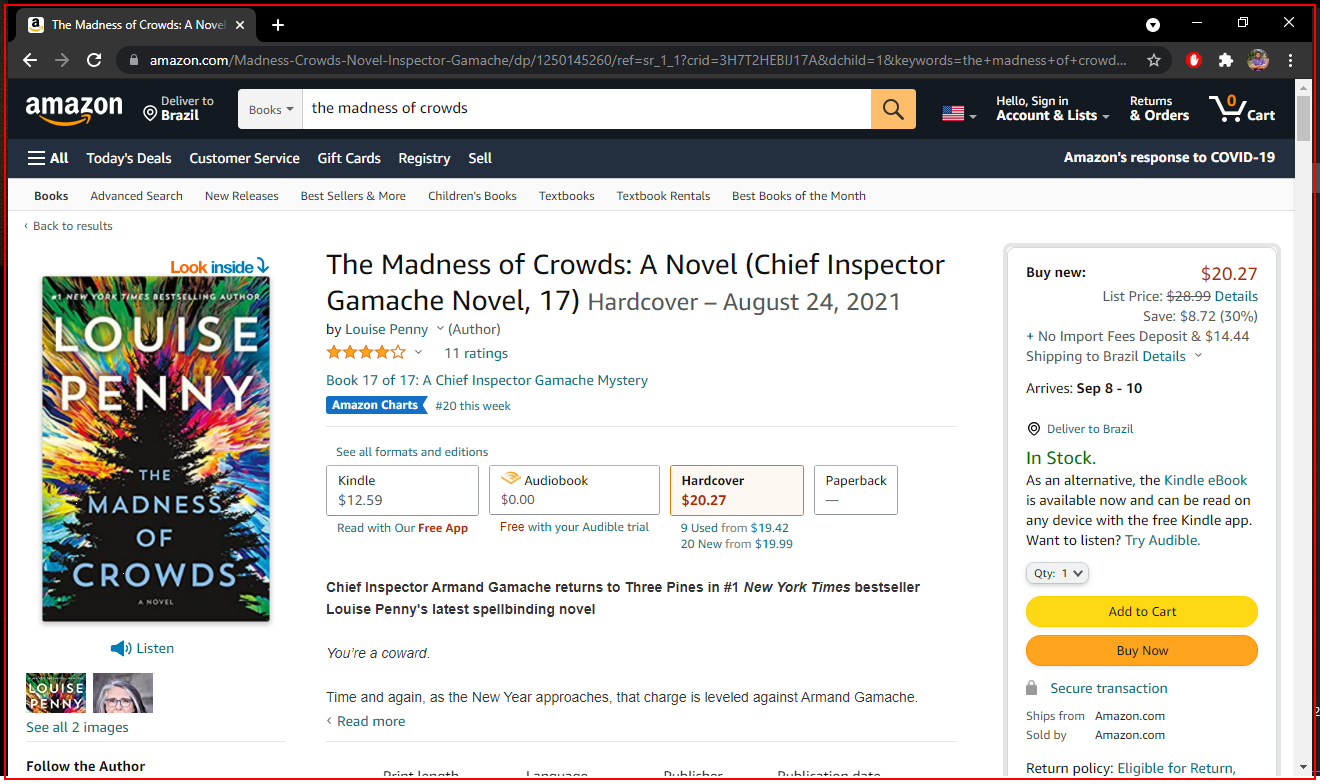 The Madness of Crowds: A Novel
amazon.com/Madness-Crowds-Novel-Inspector-Gamache/dp/1250145260/ref=sr_1_1?crid=3H7T2HEBIJ17A&dchild=1&keywords=the+madness+of+crowd...
amazon
Deliver to
Brazil
Books
the madness of crowds
Hello, Sign in
Account & Lists
Returns
& Orders
0
Cart
All Today's Deals Customer Service Gift Cards Registry Sell
Amazon's response to COVID-19
Books Advanced Search New Releases Best Sellers & More Children's Books Textbooks Textbook Rentals Best Books of the Month
‹ Back to results
Look inside
#1 NEW YORK TIMES BESTSELLING AUTHOR
LOUISE
PENNY
THE
MADNESS
OF
CROWDS
A NOVEL
Listen
LOUISE
PENNY
See all 2 images
Follow the Author
The Madness of Crowds: A Novel (Chief Inspector
Gamache Novel, 17) Hardcover – August 24, 2021
by Louise Penny (Author)
11 ratings
Book 17 of 17: A Chief Inspector Gamache Mystery
Amazon Charts #20 this week
See all formats and editions
Kindle
$12.59
Read with Our Free App
Audiobook
$0.00
Free with your Audible trial
Hardcover
$20.27
9 Used from $19.42
20 New from $19.99
Paperback
—
Chief Inspector Armand Gamache returns to Three Pines in #1 New York Times bestseller
Louise Penny's latest spellbinding novel
You're a coward.
Time and again, as the New Year approaches, that charge is leveled against Armand Gamache.
‹ Read more
Print length Language Publisher Publication date
Buy new:
$20.27
List Price: $28.99 Details
Save: $8.72 (30%)
+ No Import Fees Deposit & $14.44
Shipping to Brazil Details
Arrives: Sep 8 - 10
Deliver to Brazil
In Stock.
As an alternative, the Kindle eBook
is available now and can be read on
any device with the free Kindle app.
Want to listen? Try Audible.
Qty: 1
Add to Cart
Buy Now
Secure transaction
Ships from Amazon.com
Sold by Amazon.com
Return policy: Eligible for Return,